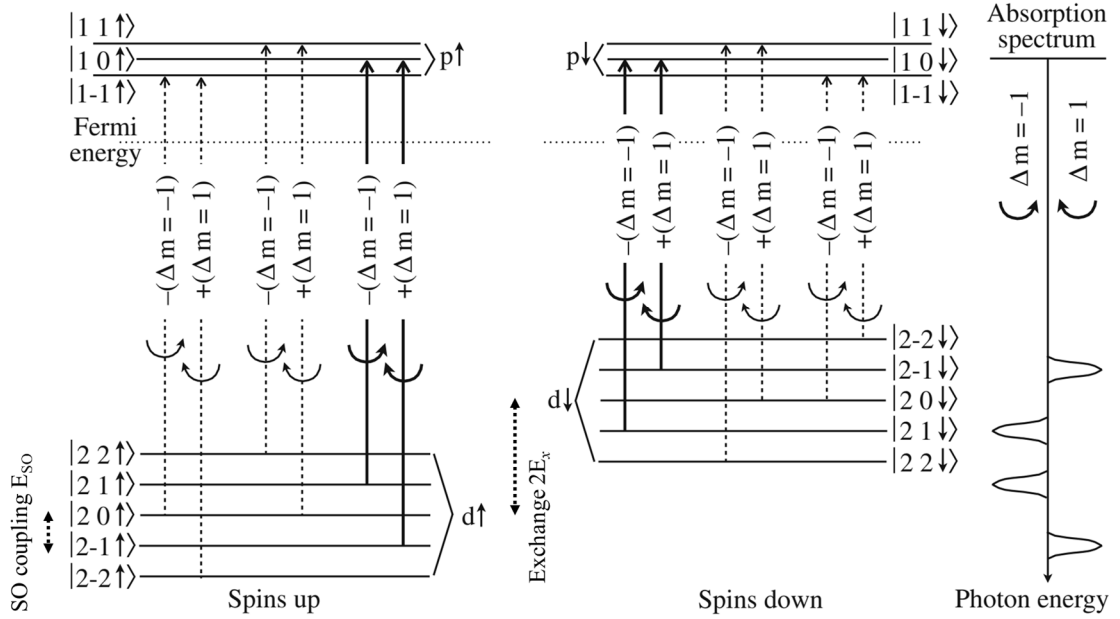 |1 1↑⟩
|1 0↑⟩
|1-1↑⟩
p↑
Fermi
energy
−(Δ m = −1)
+(Δ m = 1)
−(Δ m = −1)
+(Δ m = 1)
−(Δ m = −1)
+(Δ m = 1)
|2 2↑⟩
|2 1↑⟩
|2 0↑⟩
|2-1↑⟩
|2-2↑⟩
d↑
SO coupling E_SO
Spins up
|1 1↓⟩
|1 0↓⟩
|1-1↓⟩
p↓
−(Δ m = −1)
+(Δ m = 1)
−(Δ m = −1)
+(Δ m = 1)
−(Δ m = −1)
+(Δ m = 1)
|2-2↓⟩
|2-1↓⟩
|2 0↓⟩
|2 1↓⟩
|2 2↓⟩
d↓
Exchange 2E_x
Spins down
Absorption
spectrum
Δ m = −1
Δ m = 1
Photon energy